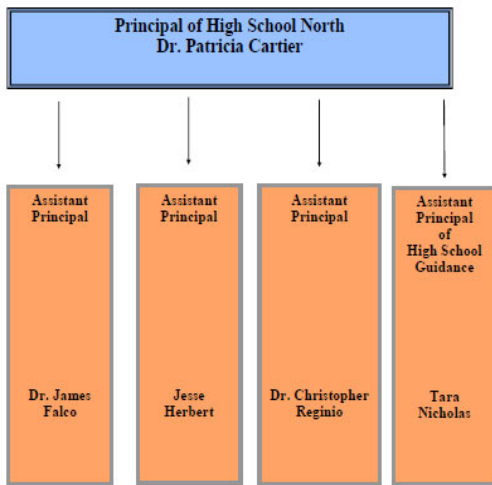 Principal of High School North
Dr. Patricia Cartier
Assistant
Principal
Dr. James
Falco
Assistant
Principal
Jesse
Herbert
Assistant
Principal
Dr. Christopher
Reginio
Assistant
Principal
of
High School
Guidance
Tara
Nicholas